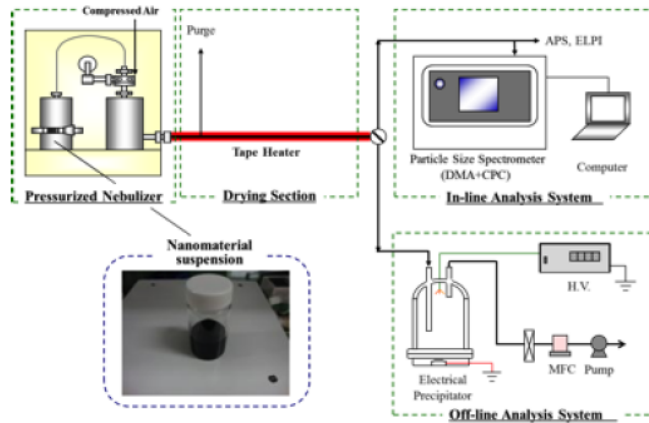 Compressed Air
Purge
APS, ELPI
Tape Heater
Particle Size Spectrometer
(DMA+CPC)
Computer
Pressurized Nebulizer
Drying Section
In-line Analysis System
Nanomaterial
suspension
H.V.
MFC
Pump
Electrical
Precipitator
Off-line Analysis System